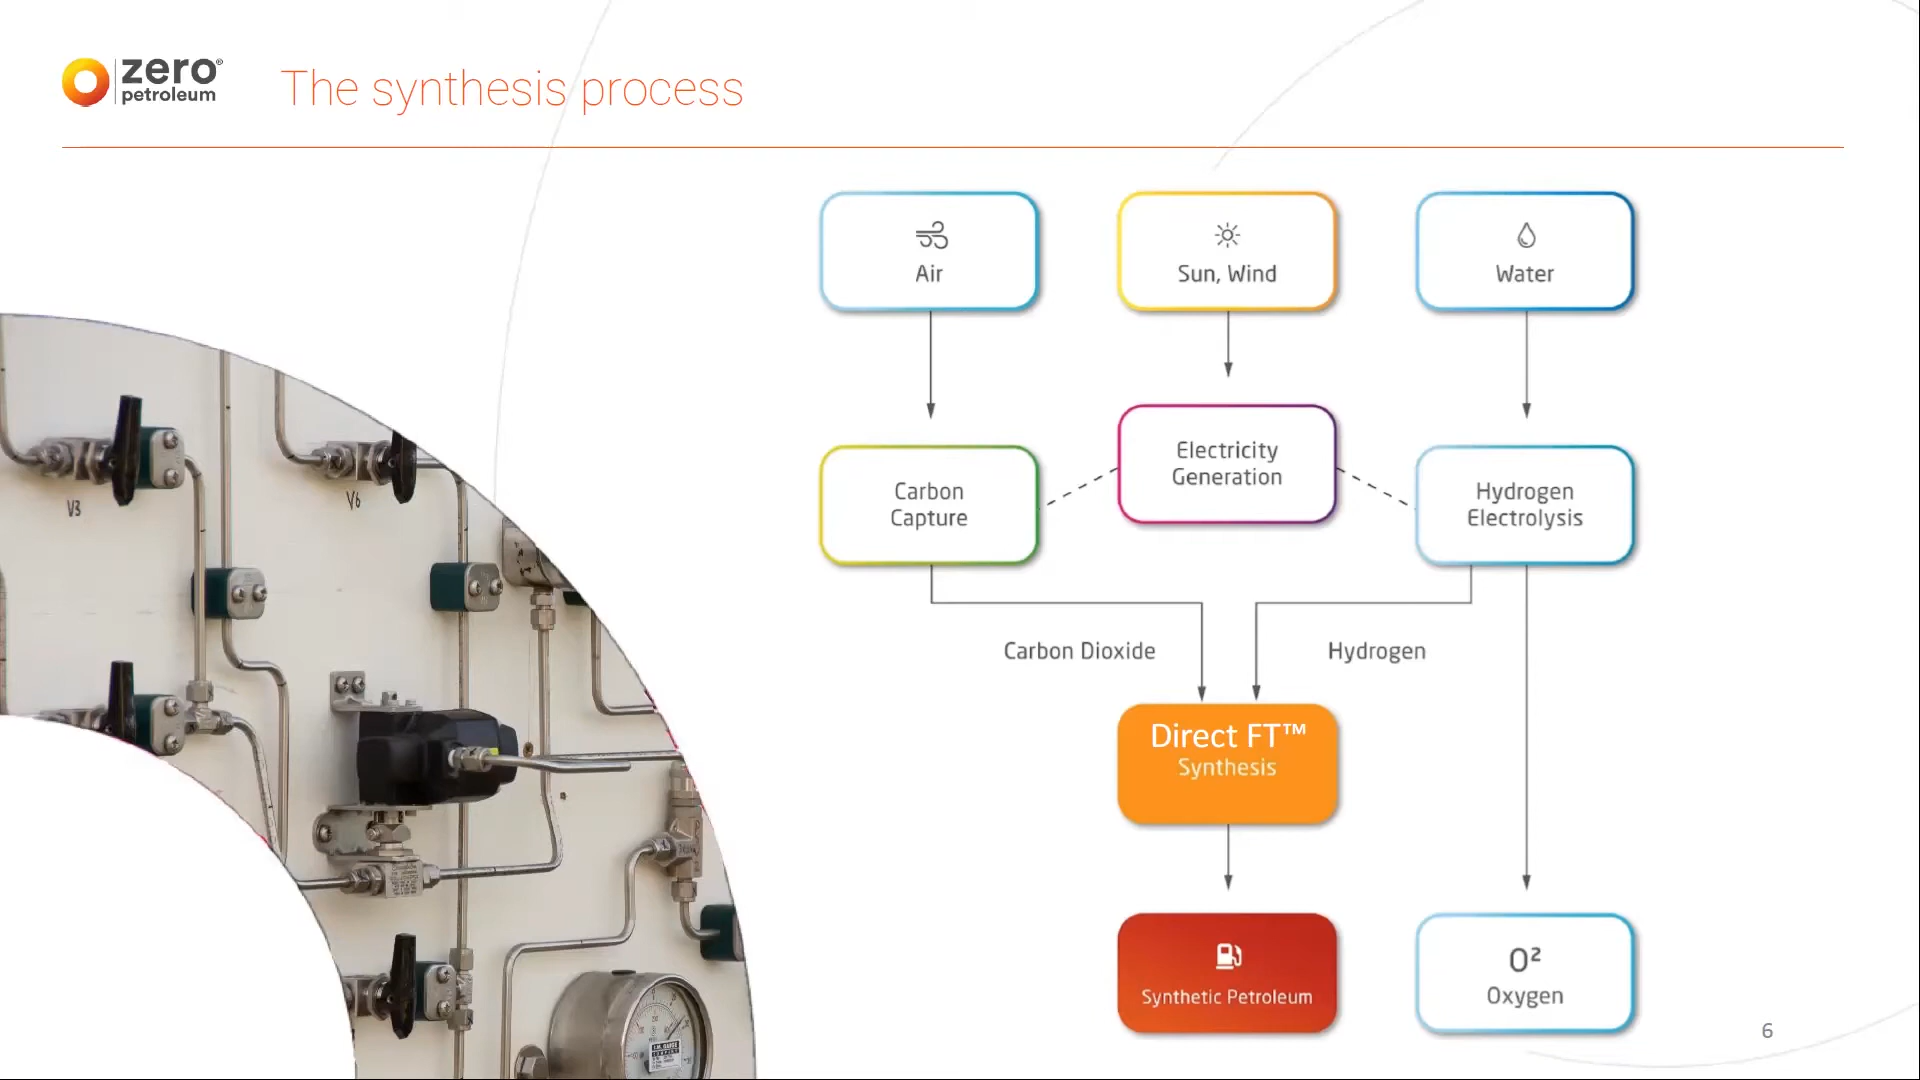 zero®
petroleum
The synthesis process
Air
Sun, Wind
Water
Electricity
Generation
Carbon
Capture
Hydrogen
Electrolysis
Carbon Dioxide
Hydrogen
Direct FT™
Synthesis
Synthetic Petroleum
O²
Oxygen
V3
V6
6